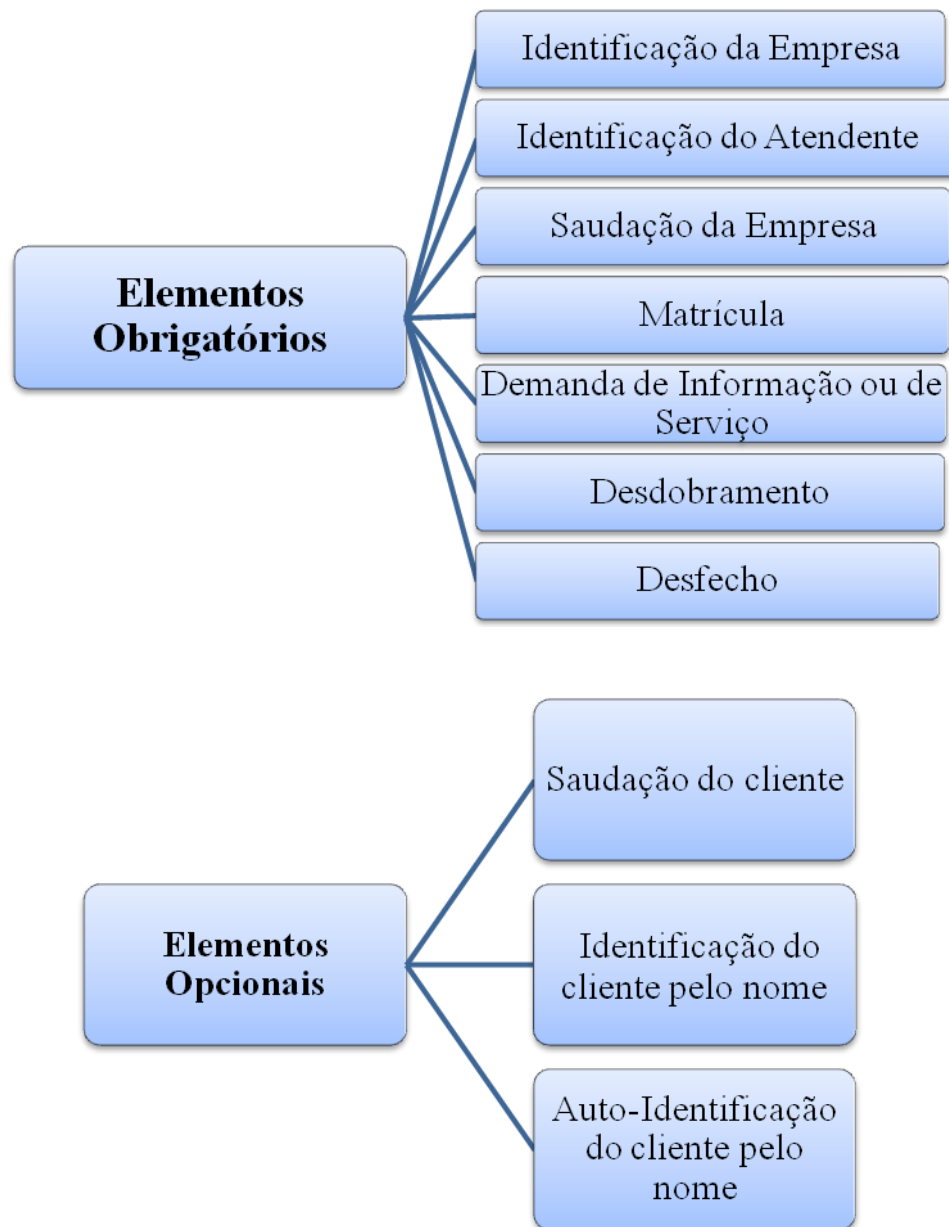 Identificação da Empresa
Identificação do Atendente
Saudação da Empresa
Elementos
Obrigatórios
Matrícula
Demanda de Informação ou de
Serviço
Desdobramento
Desfecho
Saudação do cliente
Elementos
Opcionais
Identificação do
cliente pelo nome
Auto-Identificação
do cliente pelo
nome